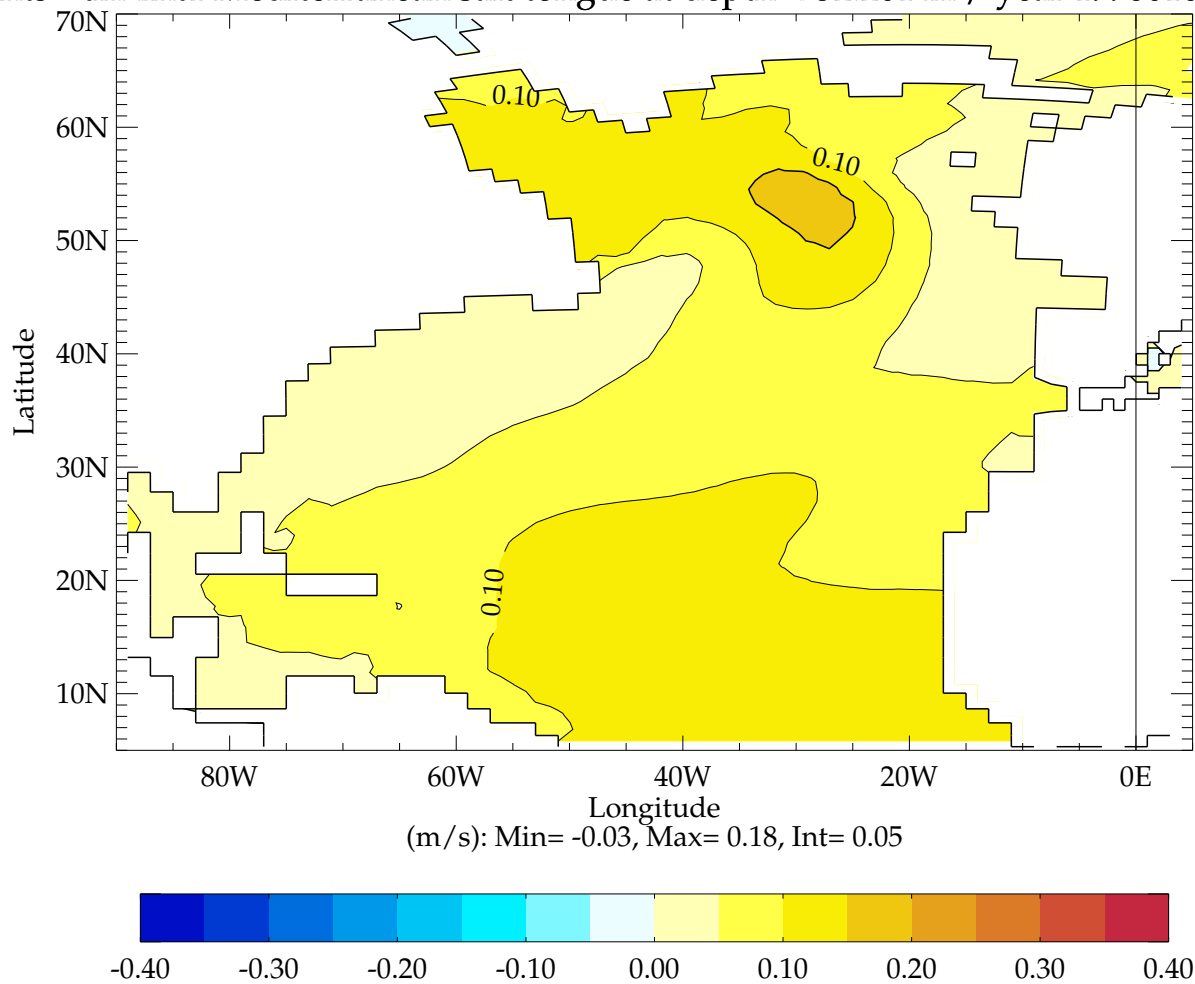 70N
60N
50N
40N
30N
20N
10N
Latitude
0.10
0.10
0.10
80W 60W 40W 20W 0E
Longitude
(m/s): Min= -0.03, Max= 0.18, Int= 0.05
-0.40 -0.30 -0.20 -0.10 0.00 0.10 0.20 0.30 0.40